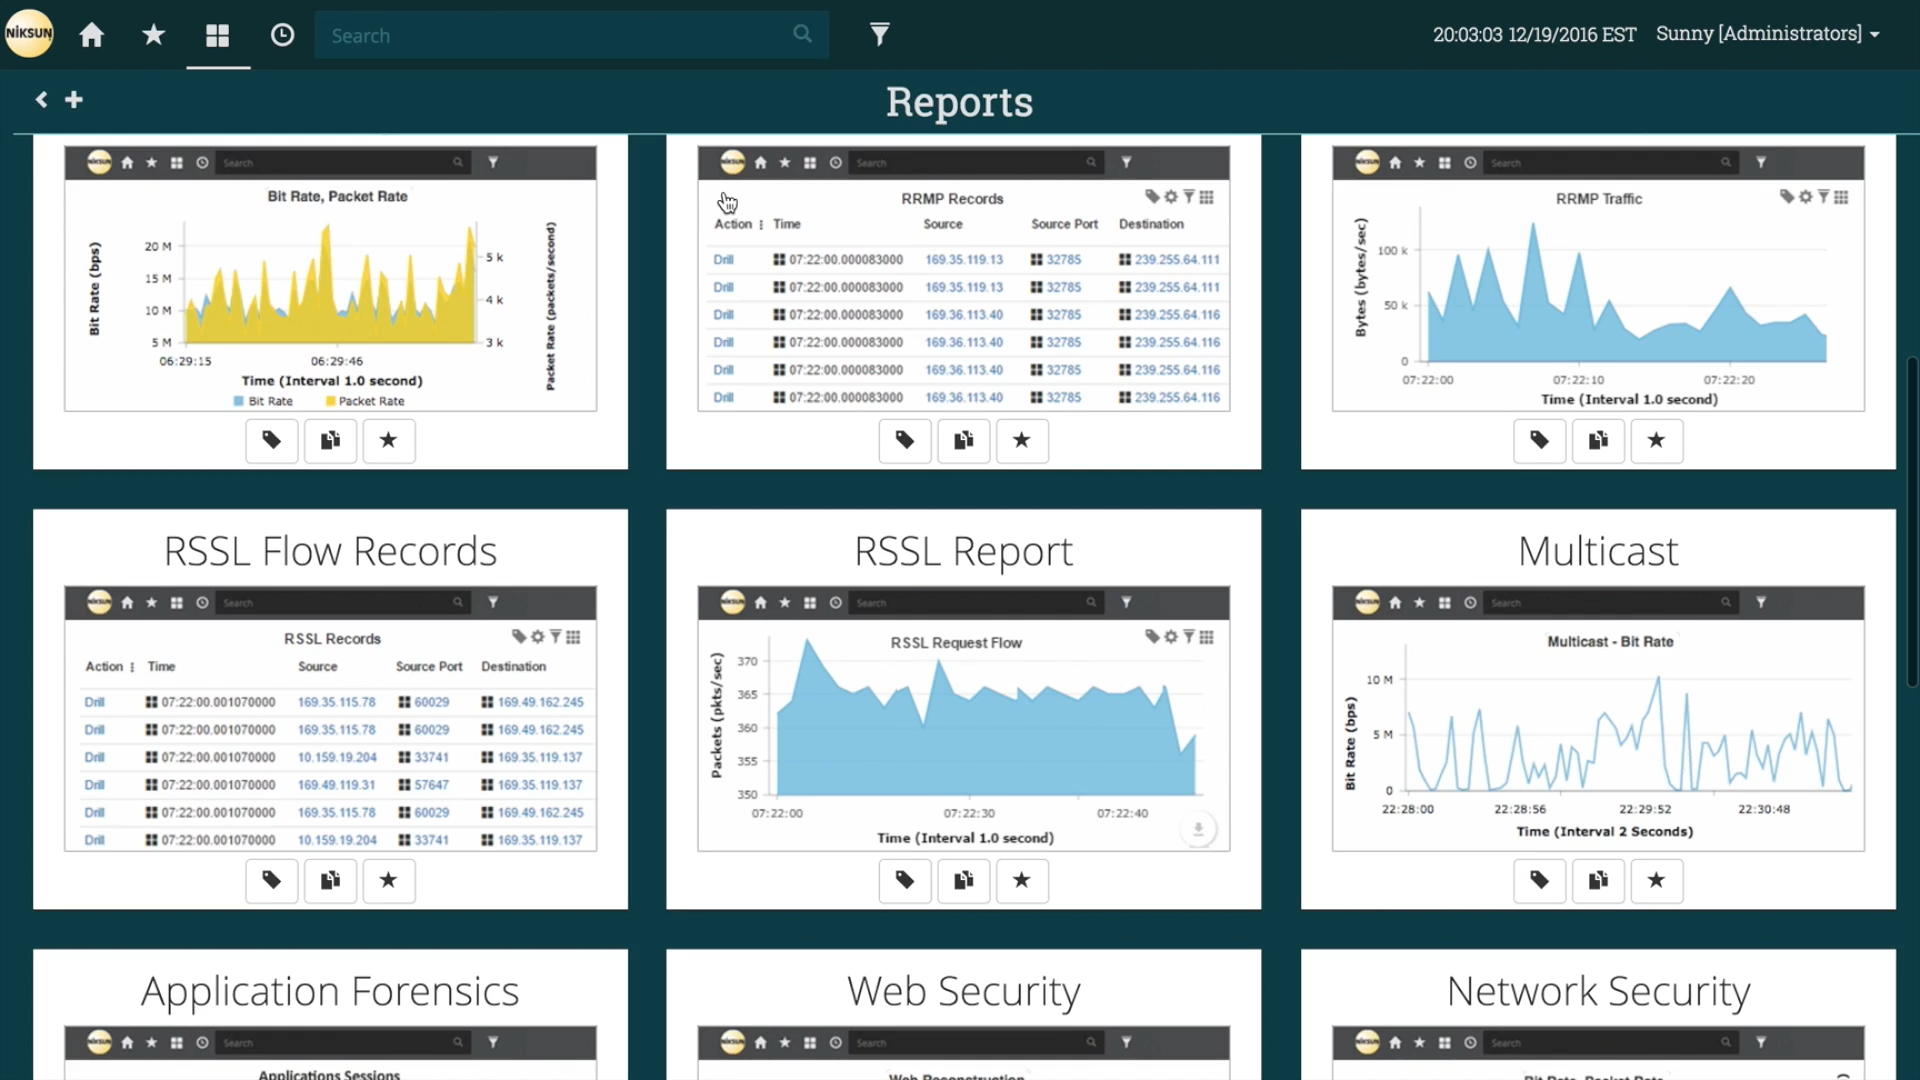 NIKSUN
Search
20:03:03 12/19/2016 EST
Sunny [Administrators]
Reports
Search
Bit Rate, Packet Rate
Bit Rate (bps)
20 M
15 M
10 M
5 M
5 k
4 k
3 k
Packet Rate (packets/second)
06:29:15
06:29:46
Time (Interval 1.0 second)
Bit Rate
Packet Rate
Search
RRMP Records
Action Time Source Source Port Destination
Drill 07:22:00.000083000 169.35.119.13 32785 239.255.64.111
Drill 07:22:00.000083000 169.35.119.13 32785 239.255.64.111
Drill 07:22:00.000083000 169.36.113.40 32785 239.255.64.116
Drill 07:22:00.000083000 169.36.113.40 32785 239.255.64.116
Drill 07:22:00.000083000 169.36.113.40 32785 239.255.64.116
Drill 07:22:00.000083000 169.36.113.40 32785 239.255.64.116
Search
RRMP Traffic
Bytes (bytes/sec)
100 k
50 k
0
07:22:00
07:22:10
07:22:20
Time (Interval 1.0 second)
RSSL Flow Records
Search
RSSL Records
Action Time Source Source Port Destination
Drill 07:22:00.001070000 169.35.115.78 60029 169.49.162.245
Drill 07:22:00.001070000 169.35.115.78 60029 169.49.162.245
Drill 07:22:00.001070000 10.159.19.204 33741 169.35.119.137
Drill 07:22:00.001070000 169.49.119.31 57647 169.35.119.137
Drill 07:22:00.001070000 169.35.115.78 60029 169.49.162.245
Drill 07:22:00.001070000 10.159.19.204 33741 169.35.119.137
RSSL Report
Search
RSSL Request Flow
Packets (pkts/sec)
370
365
360
355
350
07:22:00
07:22:30
07:22:40
Time (Interval 1.0 second)
Multicast
Search
Multicast - Bit Rate
Bit Rate (bps)
10 M
5 M
0
22:28:00
22:28:56
22:29:52
22:30:48
Time (Interval 2 Seconds)
Application Forensics
Search
Applications Sessions
Web Security
Search
Web Reconstruction
Network Security
Search
Bit Rate, Packet Rate